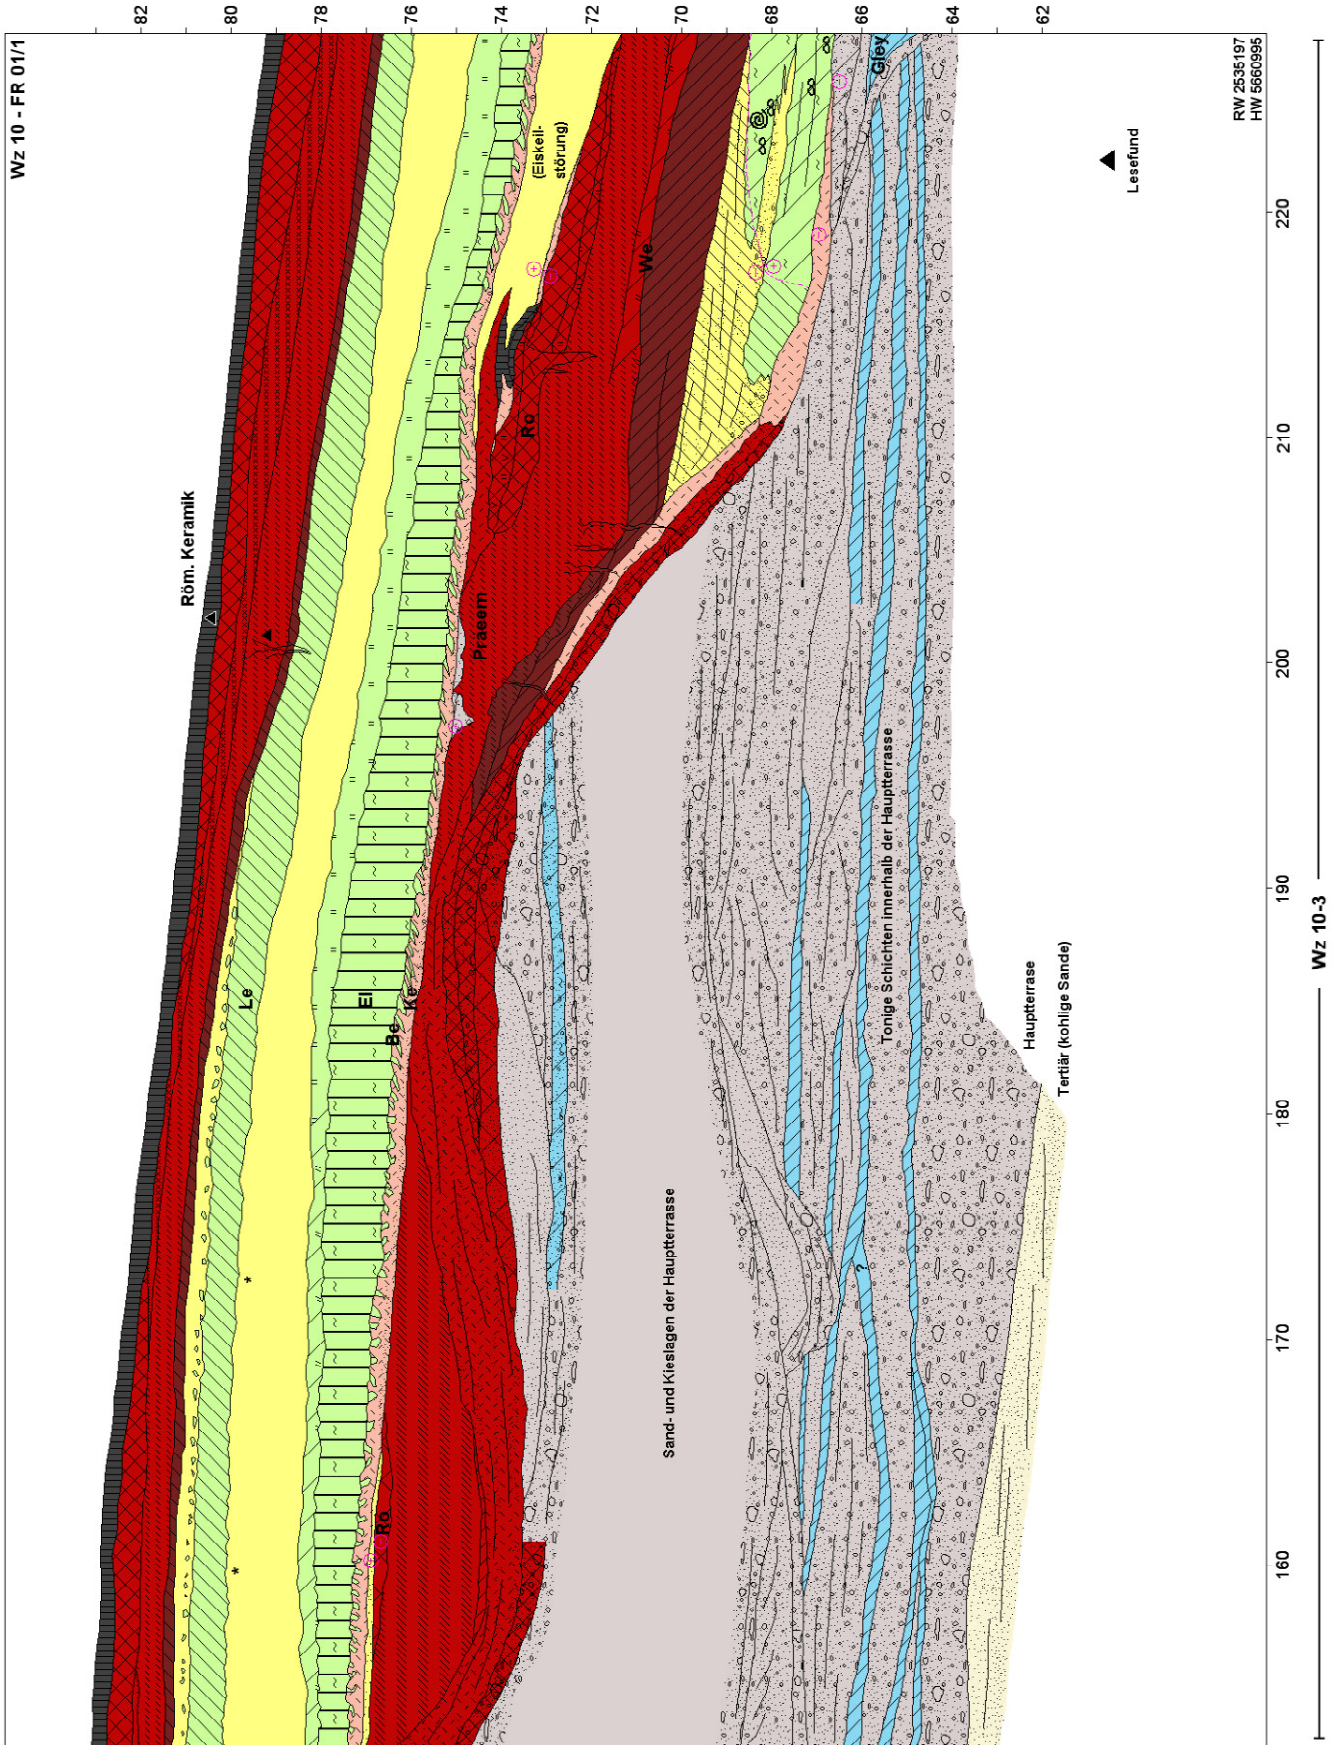 Wz 10 - FR 01/1
82
80
78
76
74
72
70
68
66
64
62
Röm. Keramik
Le
El
Be
Ke
Ro
Praeem
Ro
We
(Eiskeil-
störung)
Gley
Sand- und Kieslagen der Hauptterrasse
Tonige Schichten innerhalb der Hauptterrasse
?
Hauptterrase
Tertiär (kohlige Sande)
Lesefund
RW 2535197
HW 5660995
160
170
180
190
200
210
220
Wz 10-3